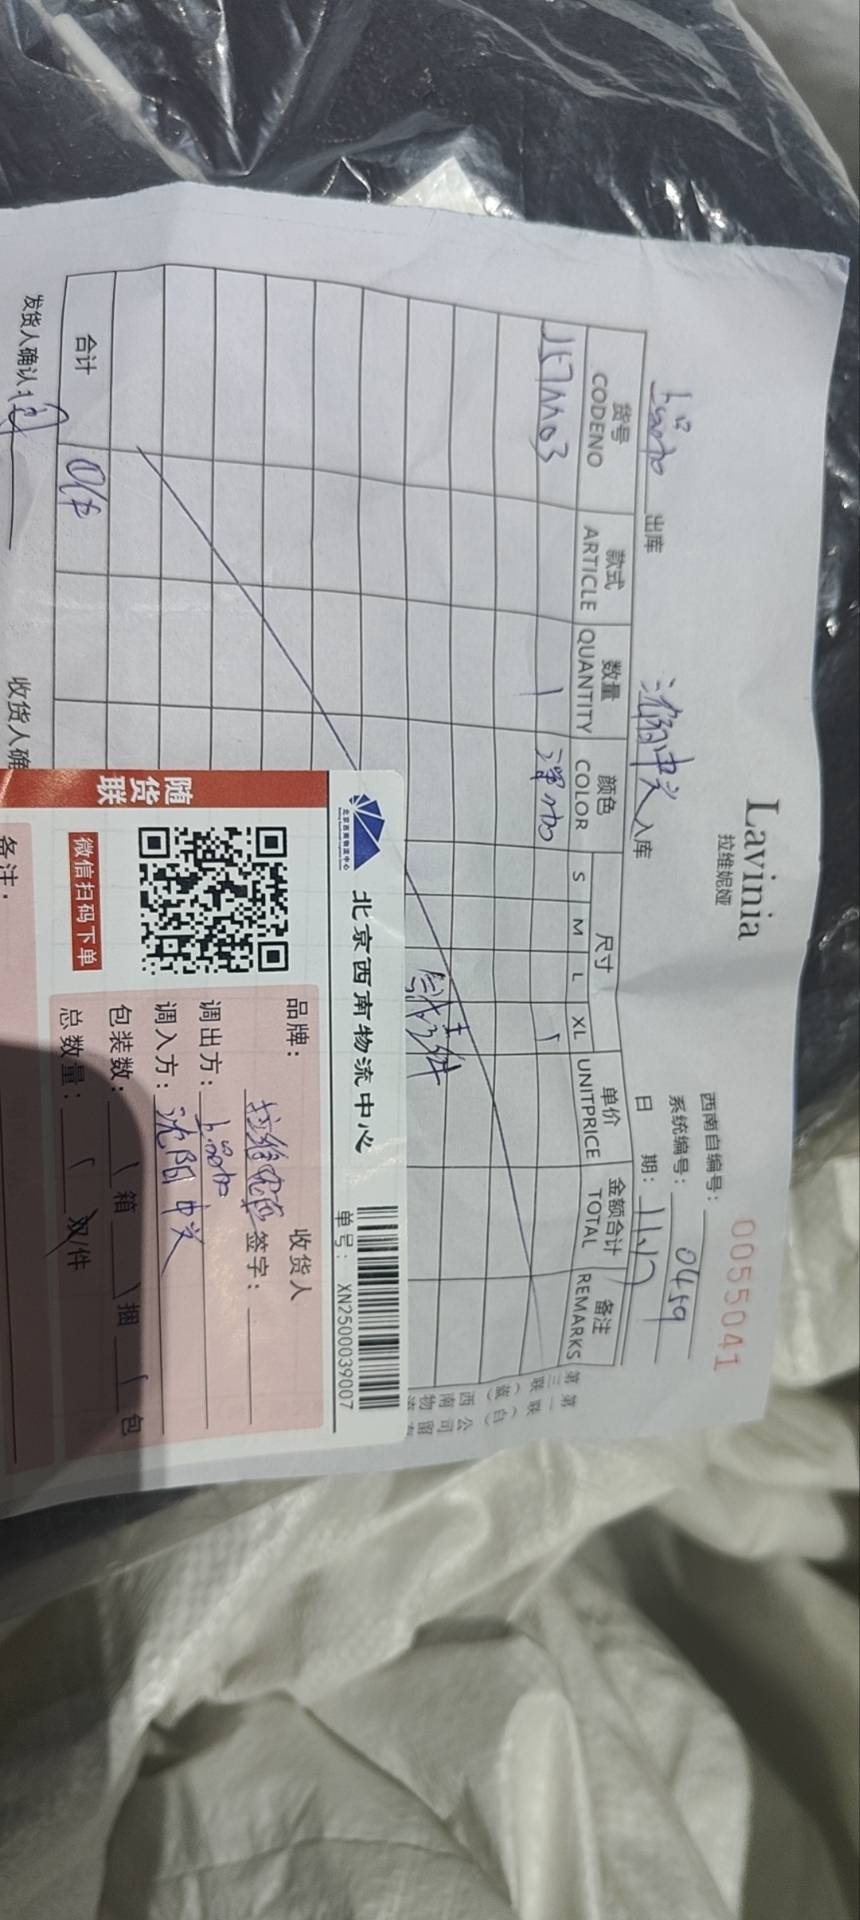 Lavinia
拉维妮娅
0055041
西南自编号：
系统编号： 0459
出库 沈阳中兴 入库 日 期： 11.17
货号 款式 数量 颜色 尺寸 单价 金额合计 备注
CODENO ARTICLE QUANTITY COLOR S M L XL UNITPRICE TOTAL REMARKS
1 1
合计
发货人确认：
收货人确
第一联（白）
第三联（蓝）西南物流
公司留存
北京西南物流中心
单号： XN2500039007
随货联
微信扫码下单
品牌： 拉维妮娅
收货人
签字：
调出方：
调入方： 沈阳中兴
包装数： 箱 捆 包
总数量： 双/件
备注：